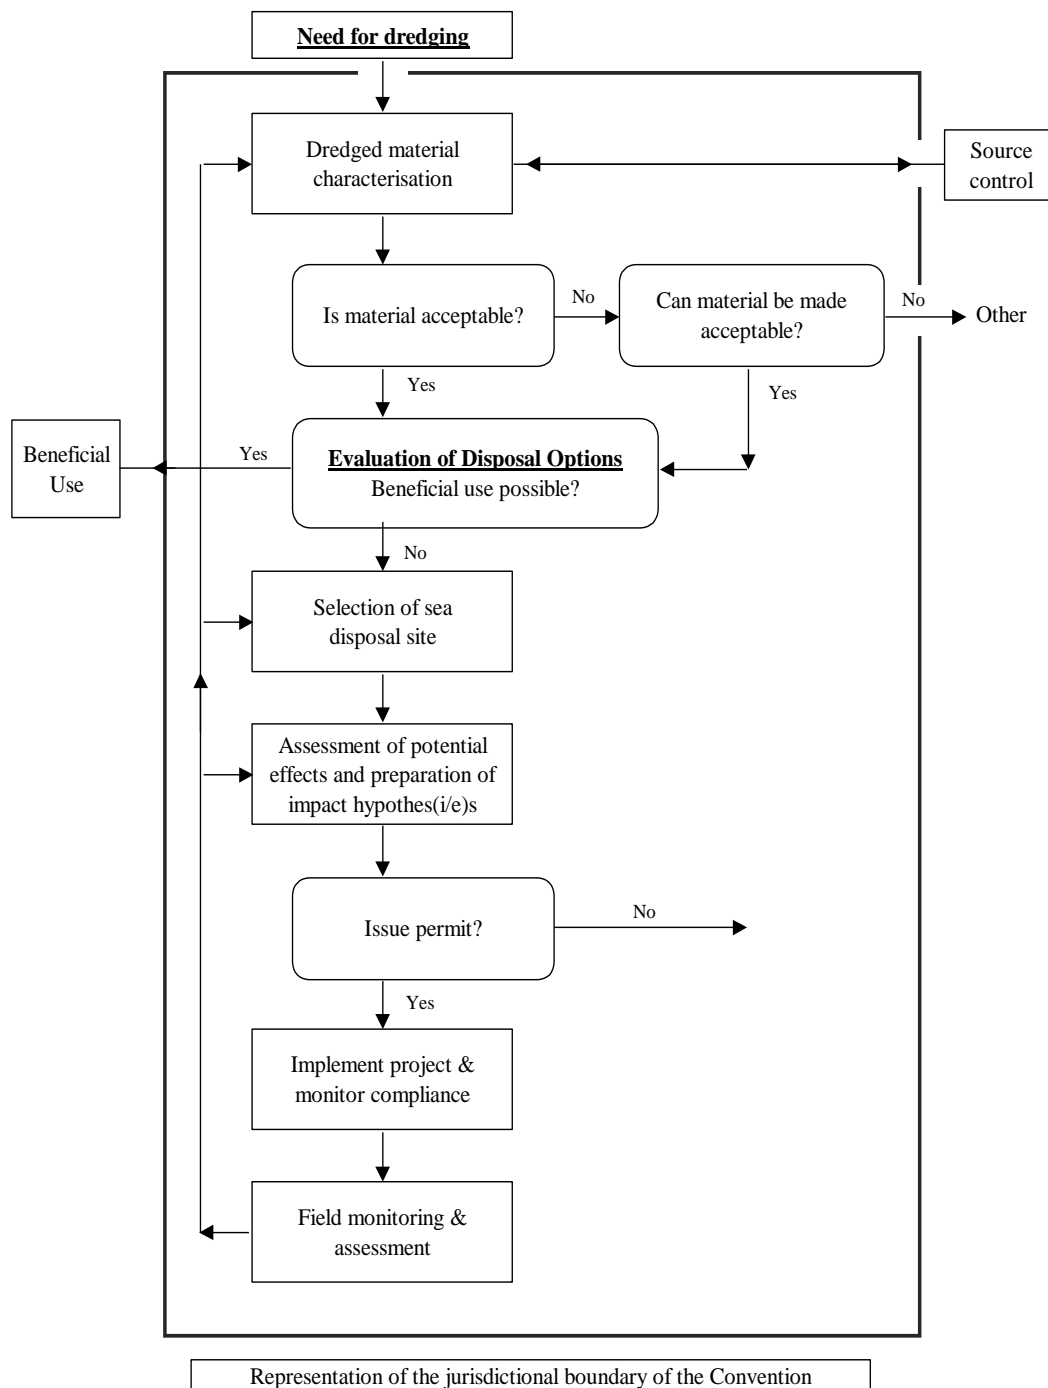 Need for dredging
Dredged material
characterisation
Source
control
Is material acceptable?
No
Can material be made
acceptable?
No
Other
Yes
Yes
Beneficial
Use
Yes
Evaluation of Disposal Options
Beneficial use possible?
No
Selection of sea
disposal site
Assessment of potential
effects and preparation of
impact hypothes(i/e)s
Issue permit?
No
Yes
Implement project &
monitor compliance
Field monitoring &
assessment
Representation of the jurisdictional boundary of the Convention